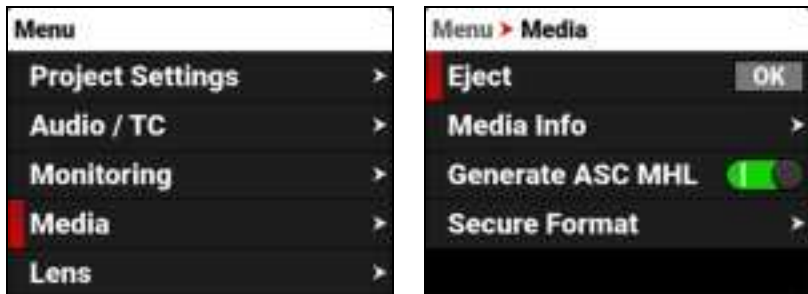 Menu
Project Settings
Audio / TC
Monitoring
Media
Lens
Menu > Media
Eject OK
Media Info
Generate ASC MHL
Secure Format